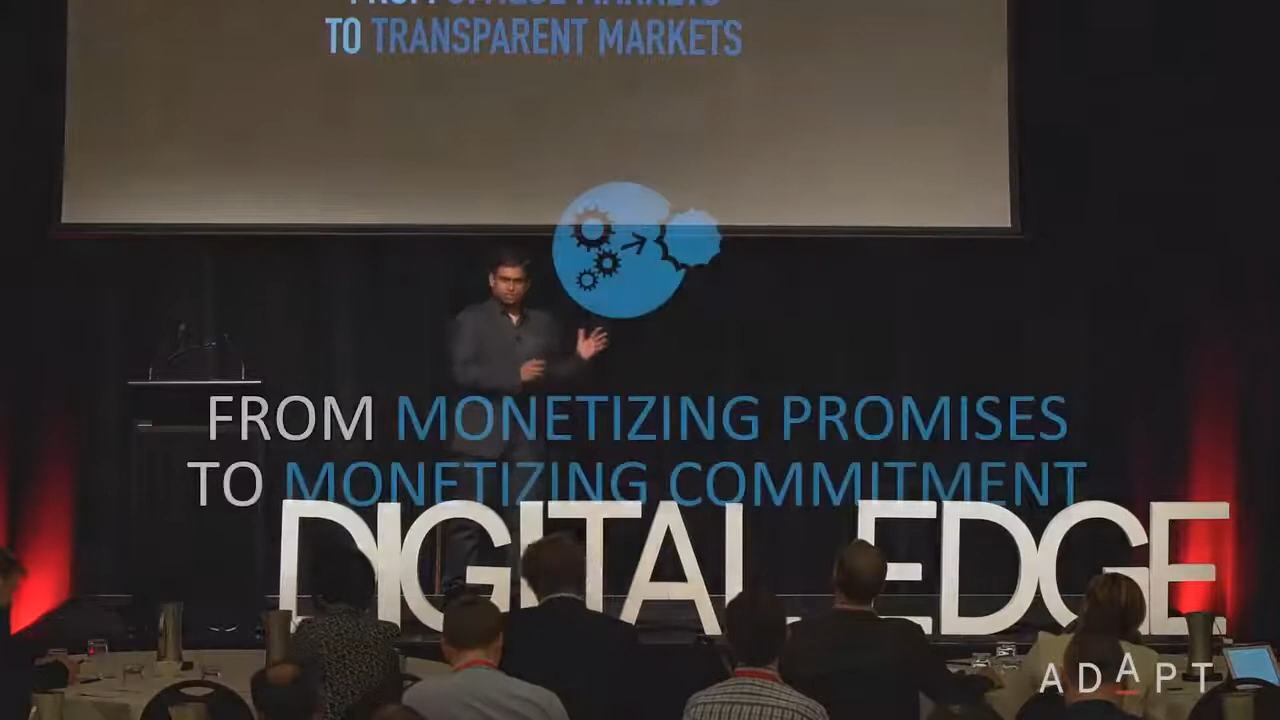 TO TRANSPARENT MARKETS
FROM MONETIZING PROMISES
TO MONETIZING COMMITMENT
DIGITAL EDGE
ADAPT